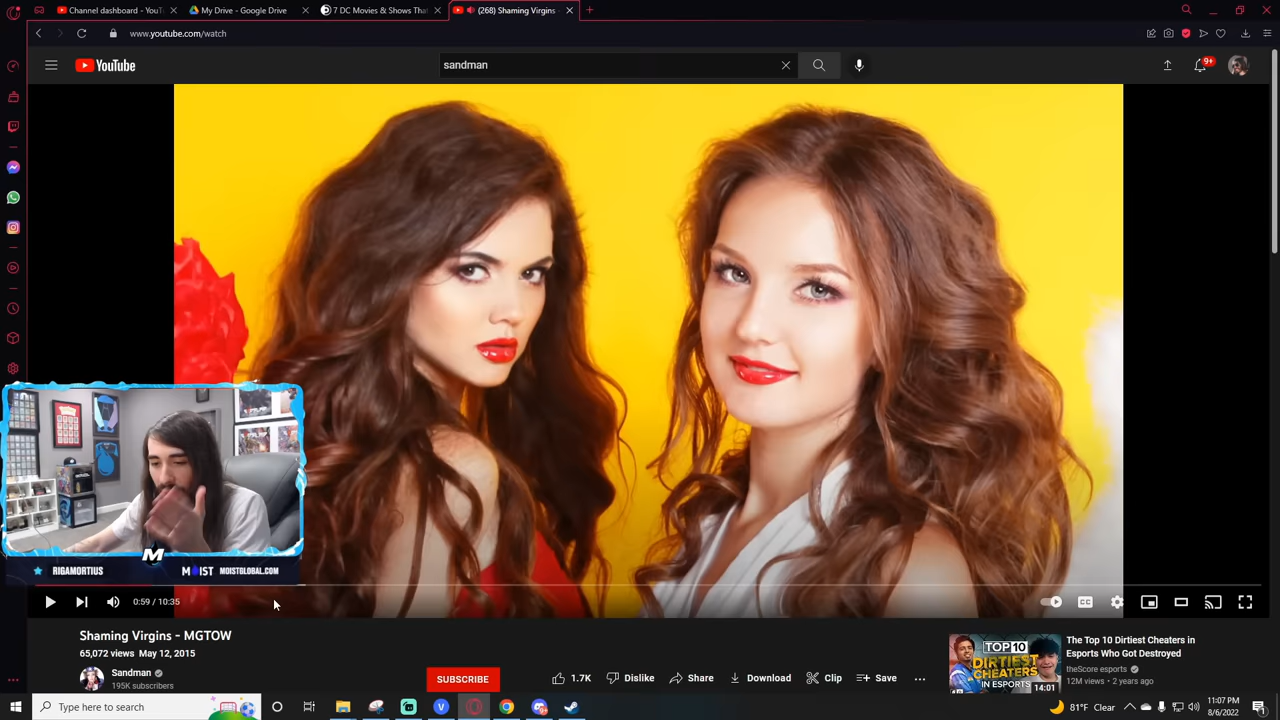 Channel dashboard - YouT
My Drive - Google Drive
7 DC Movies & Shows Tha
(268) Shaming Virgins
www.youtube.com/watch
YouTube
sandman
9+
RIGAMORTIUS
M
MOIST
MOISTGLOBAL.COM
0:59 / 10:35
CC
Shaming Virgins - MGTOW
65,072 views May 12, 2015
Sandman
195K subscribers
SUBSCRIBE
1.7K
Dislike
Share
Download
Clip
Save
TOP 10
DIRTIEST
CHEATERS
IN ESPORTS
14:01
The Top 10 Dirtiest Cheaters in
Esports Who Got Destroyed
theScore esports
12M views • 2 years ago
Type here to search
81°F Clear
11:07 PM
8/6/2022